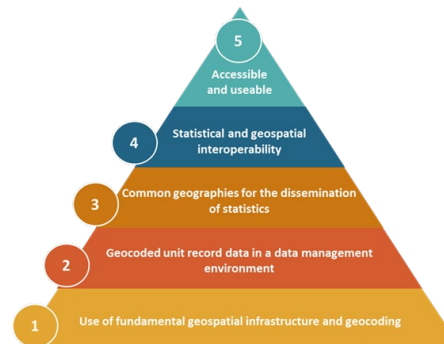 5
Accessible
and useable
4
Statistical and geospatial
interoperability
3
Common geographies for the dissemination
of statistics
2
Geocoded unit record data in a data management
environment
1
Use of fundamental geospatial infrastructure and geocoding